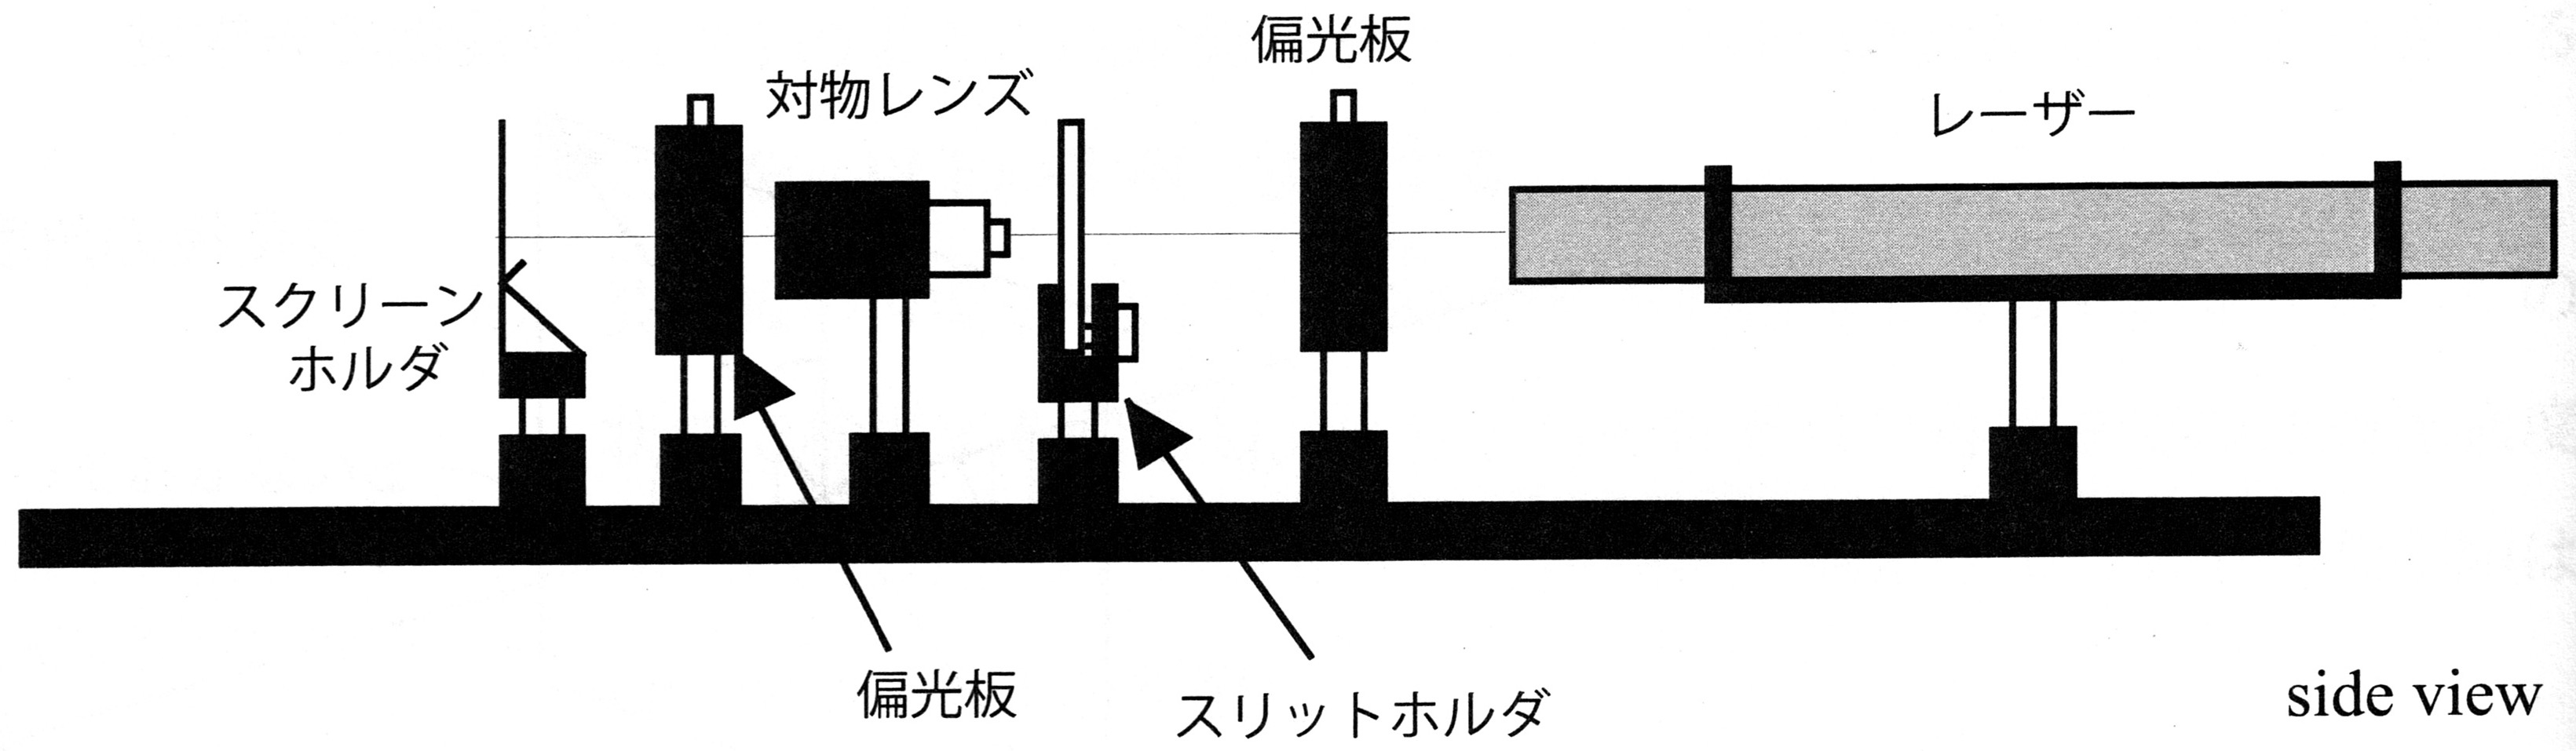 偏光板
対物レンズ
レーザー
スクリーン
ホルダ
偏光板
スリットホルダ
side view